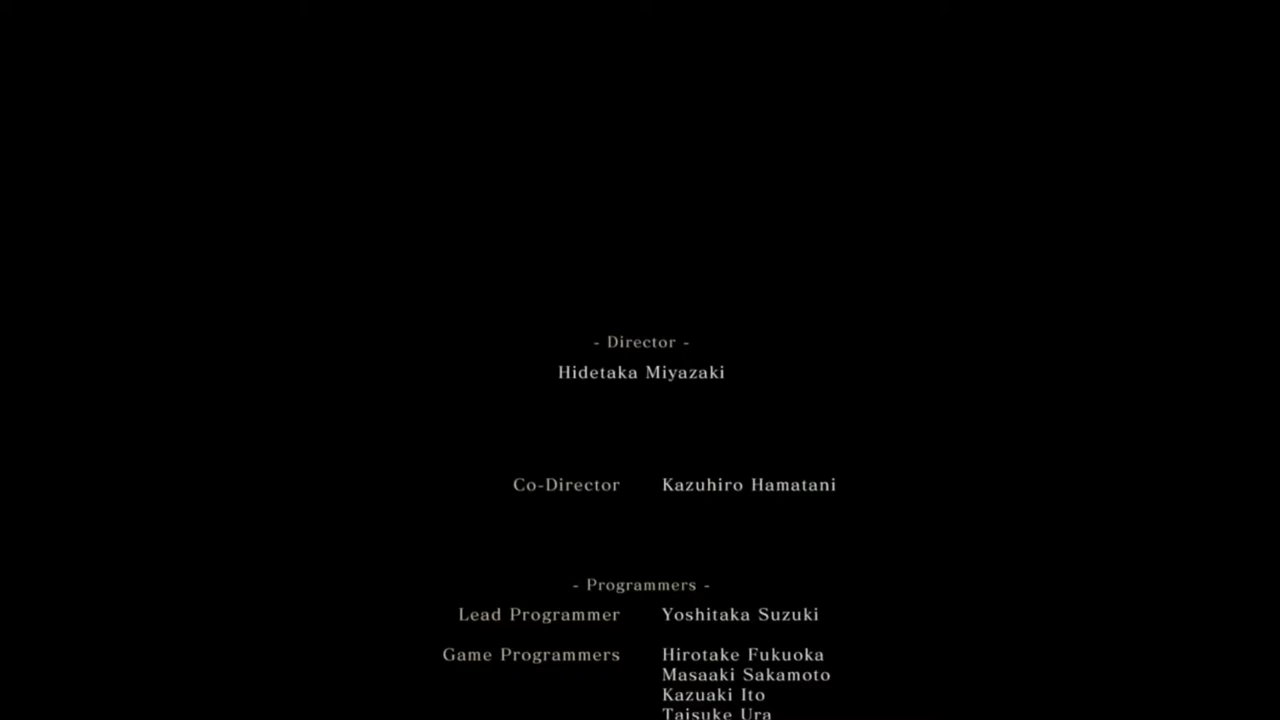 - Director -
Hidetaka Miyazaki
Co-Director Kazuhiro Hamatani
- Programmers -
Lead Programmer Yoshitaka Suzuki
Game Programmers Hirotake Fukuoka
Masaaki Sakamoto
Kazuaki Ito
Taisuke Ura